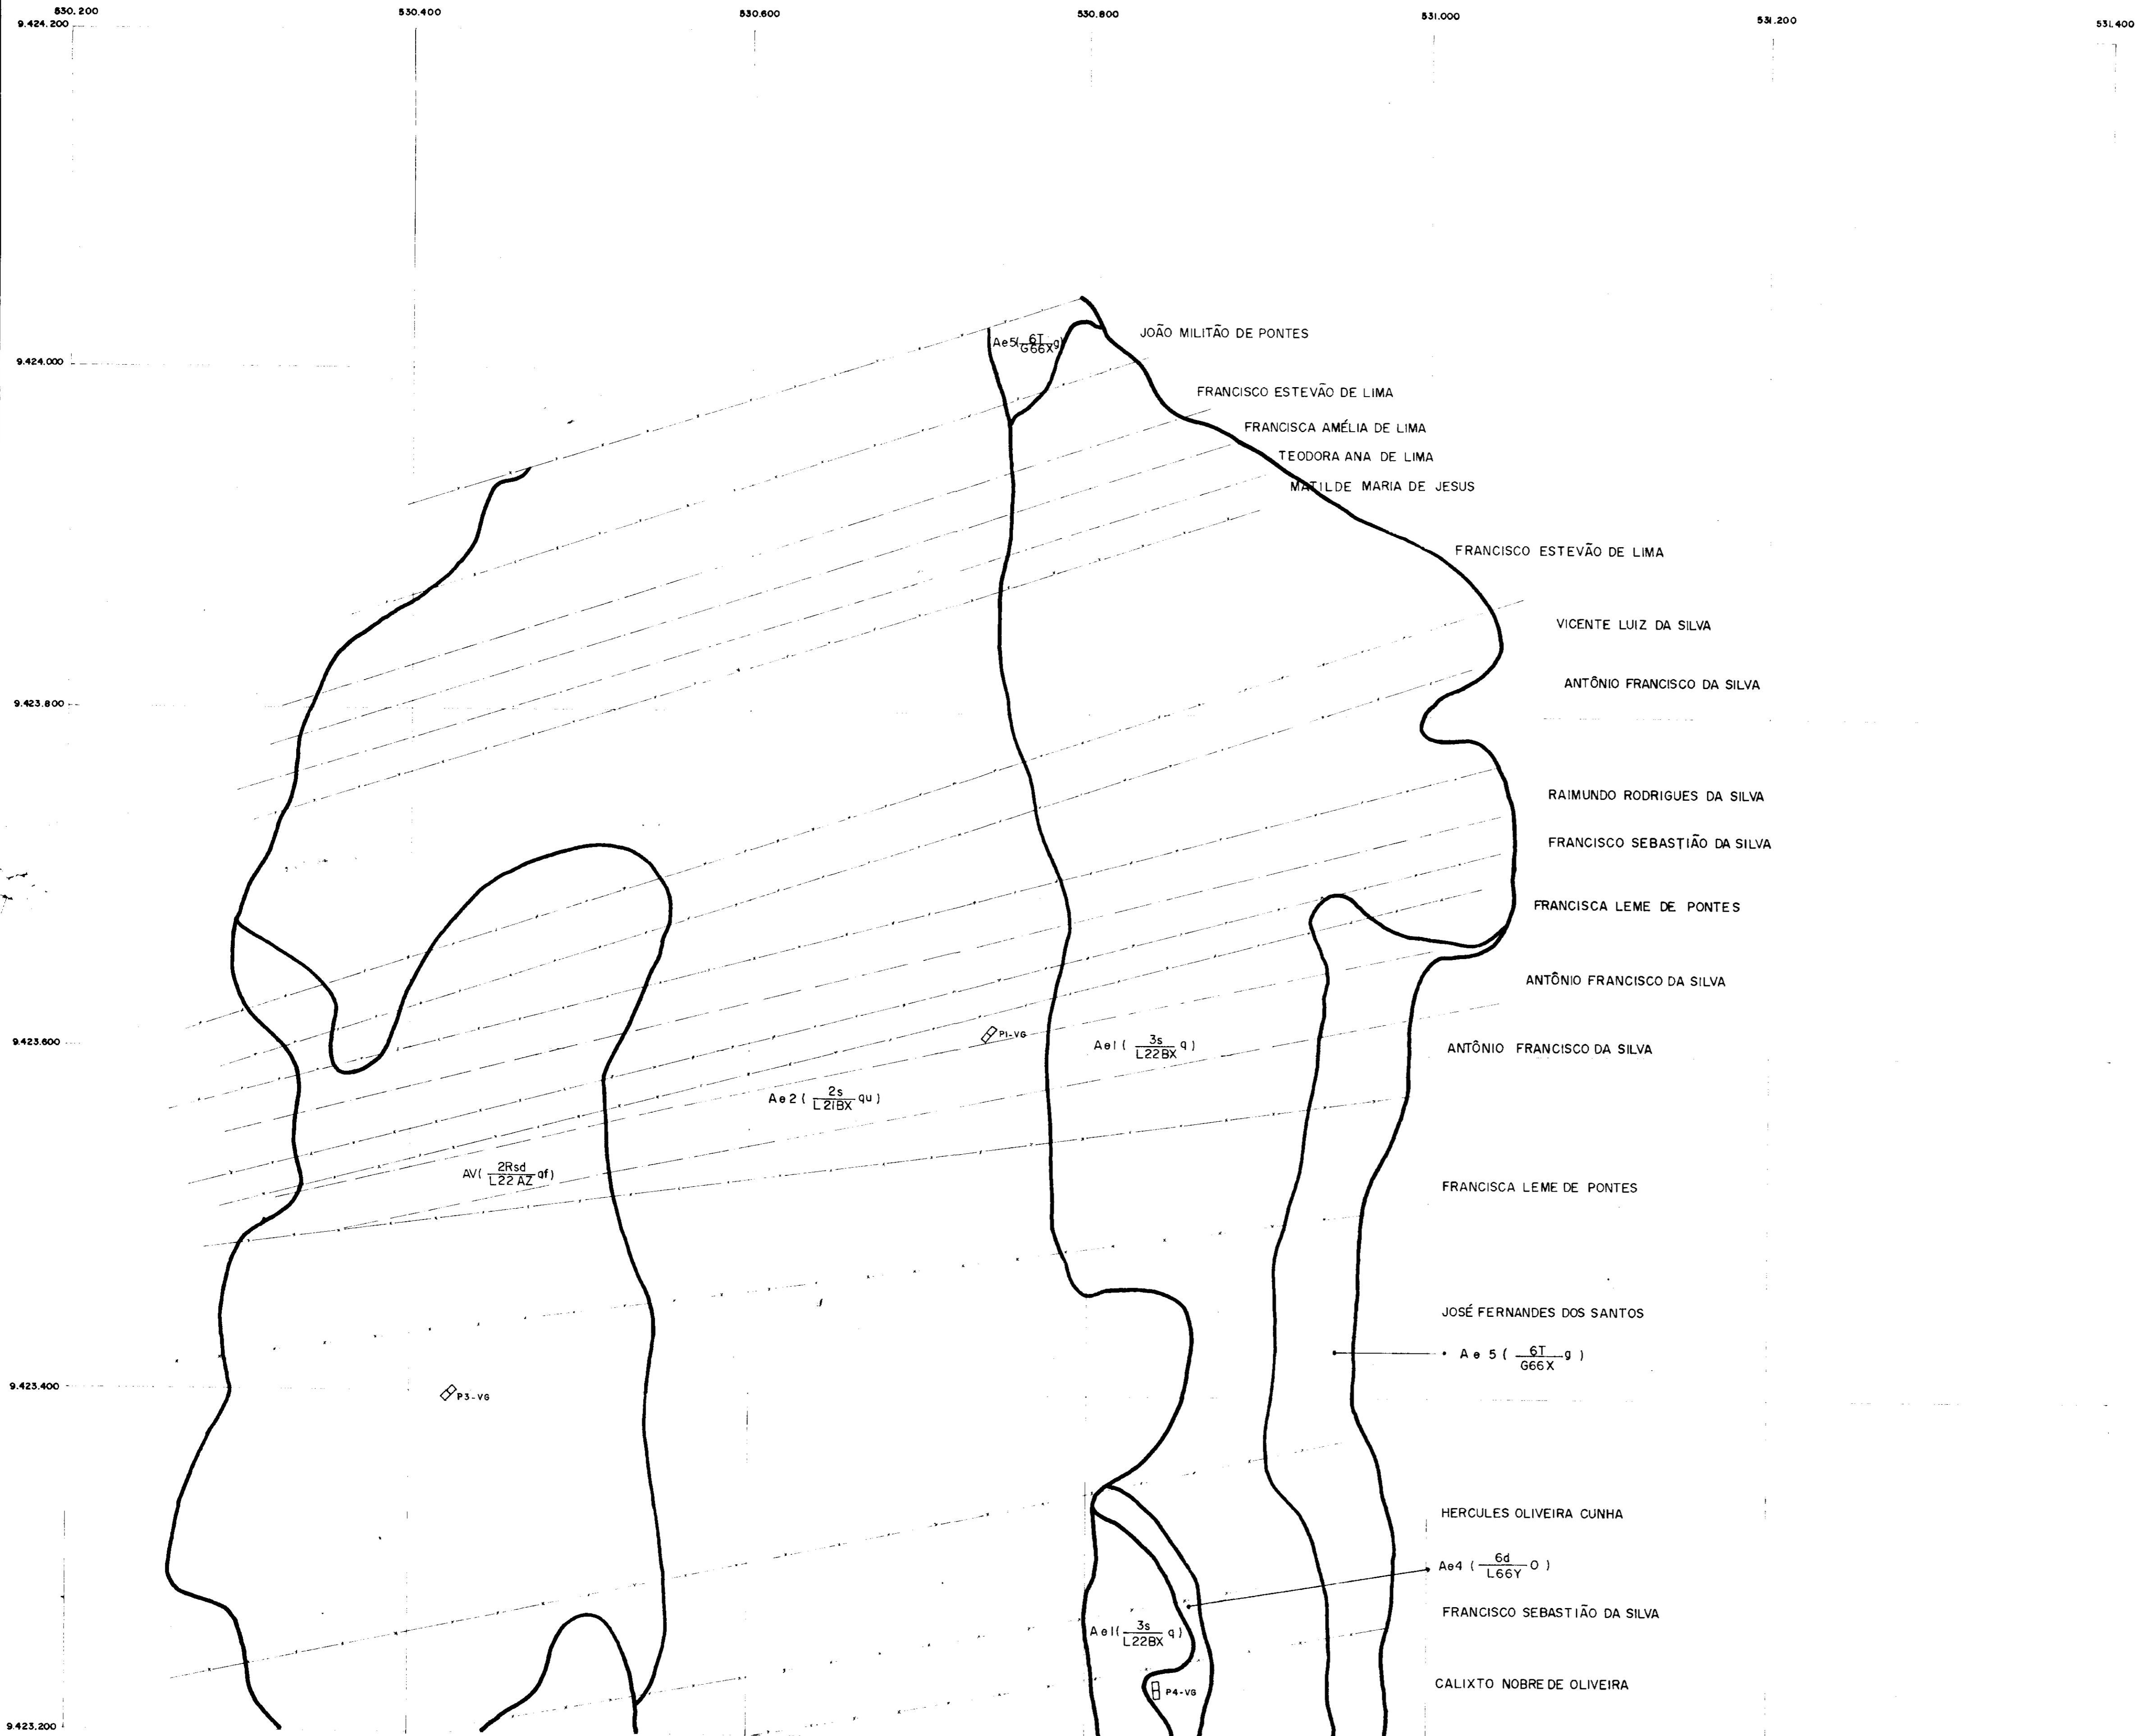 530.200 530.400 530.600 530.800 531.000 531.200 531.400
9.424.200
JOÃO MILITÃO DE PONTES
Ae5( 6T/G66X g)
9.424.000
FRANCISCO ESTEVÃO DE LIMA
FRANCISCA AMÉLIA DE LIMA
TEODORA ANA DE LIMA
MATILDE MARIA DE JESUS
FRANCISCO ESTEVÃO DE LIMA
VICENTE LUIZ DA SILVA
ANTÔNIO FRANCISCO DA SILVA
9.423.800
RAIMUNDO RODRIGUES DA SILVA
FRANCISCO SEBASTIÃO DA SILVA
FRANCISCA LEME DE PONTES
ANTÔNIO FRANCISCO DA SILVA
P1-VG
9.423.600
Ae1 ( 3s/L22BX q )
ANTÔNIO FRANCISCO DA SILVA
Ae2 ( 2s/L21BX qu )
AV( 2Rsd/L22AZ qf)
FRANCISCA LEME DE PONTES
JOSÉ FERNANDES DOS SANTOS
Ae 5 ( 6T/G66X g )
9.423.400
P3-VG
HERCULES OLIVEIRA CUNHA
Ae4 ( 6d/L66Y O )
FRANCISCO SEBASTIÃO DA SILVA
Ae1( 3s/L22BX q)
CALIXTO NOBRE DE OLIVEIRA
P4-VG
9.423.200